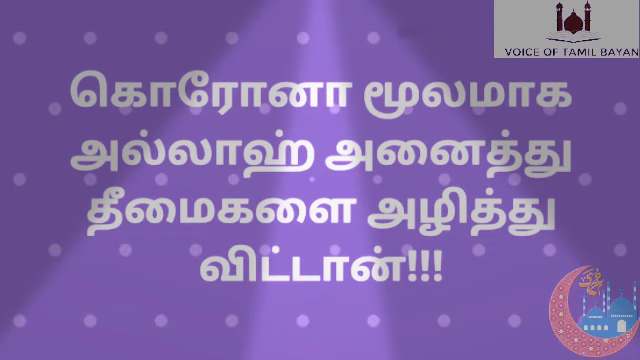 VOICE OF TAMIL BAYAN
கொரோனா மூலமாக
அல்லாஹ் அனைத்து
தீமைகளை அழித்து
விட்டான்!!!